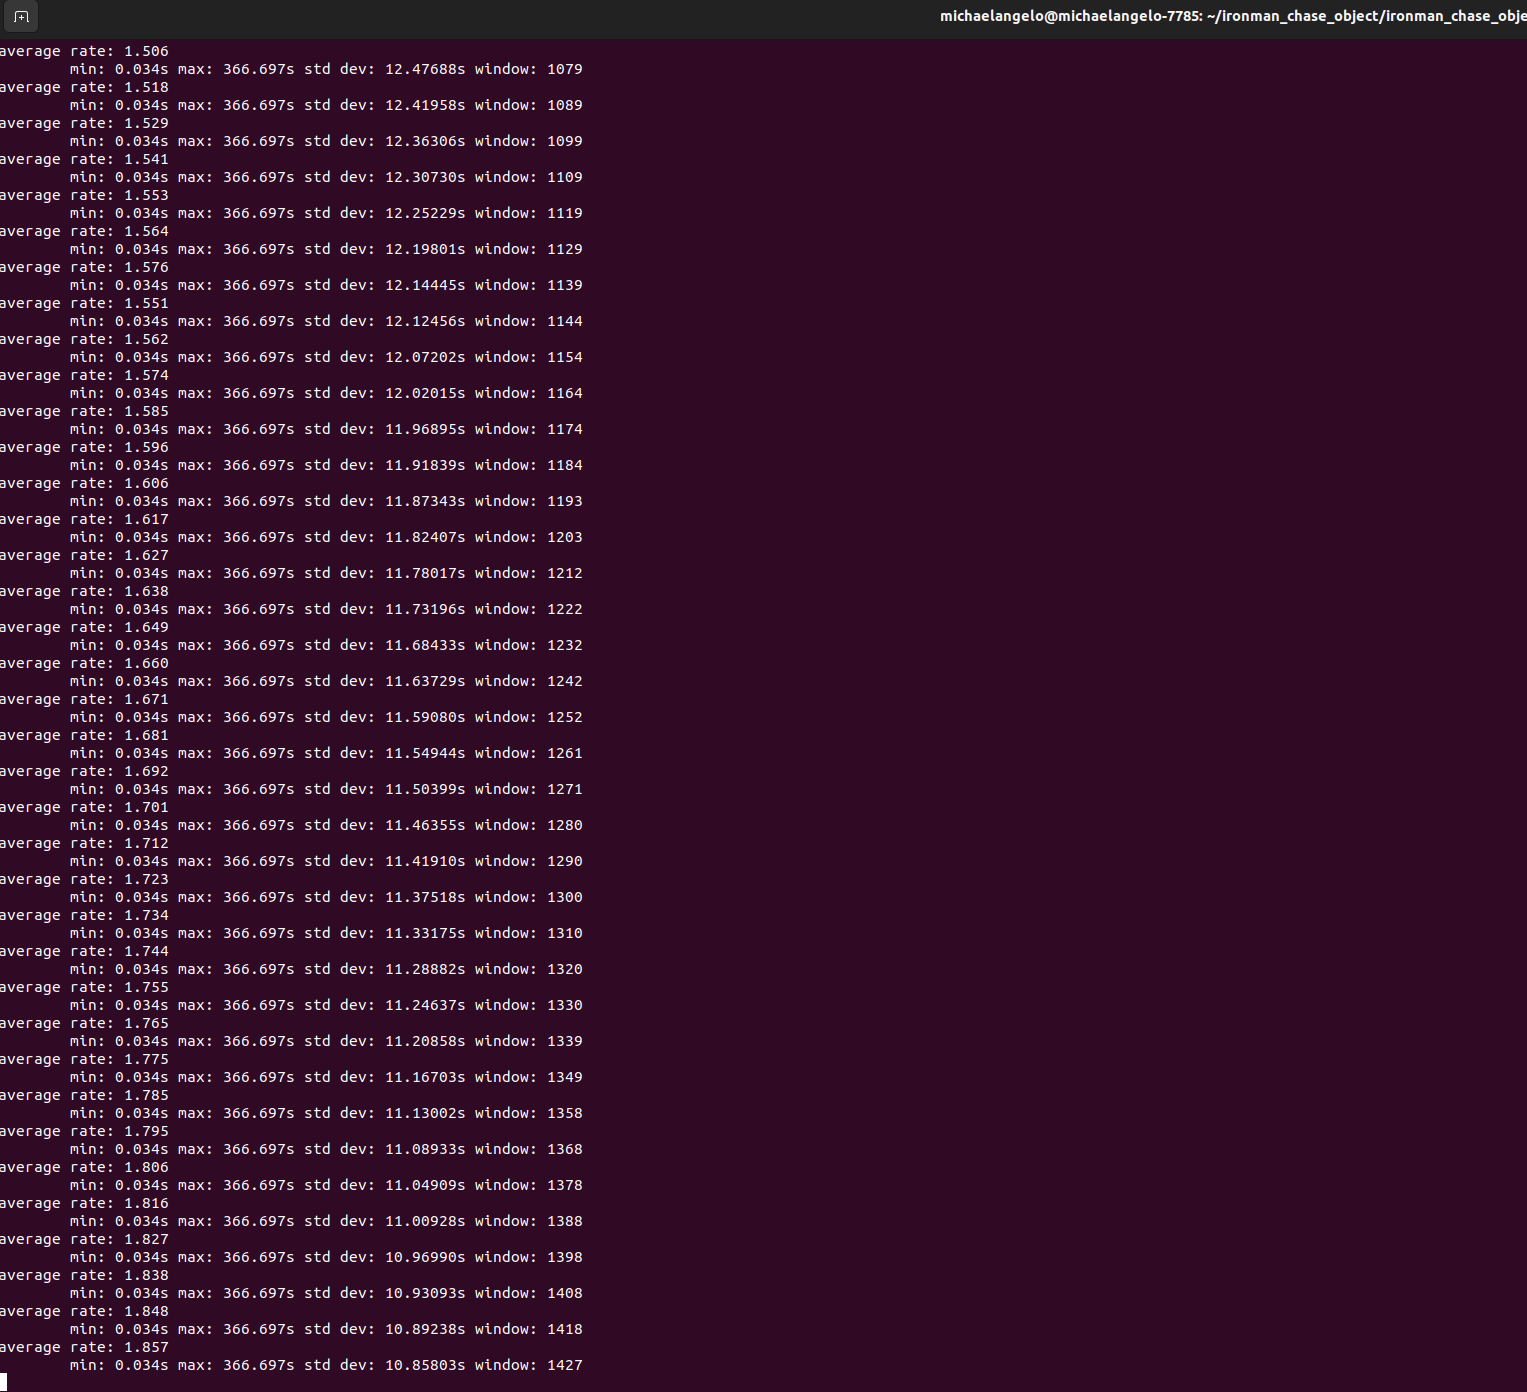 michaelangelo@michaelangelo-7785: ~/ironman_chase_object/ironman_chase_obje
average rate: 1.506
min: 0.034s max: 366.697s std dev: 12.47688s window: 1079
average rate: 1.518
min: 0.034s max: 366.697s std dev: 12.41958s window: 1089
average rate: 1.529
min: 0.034s max: 366.697s std dev: 12.36306s window: 1099
average rate: 1.541
min: 0.034s max: 366.697s std dev: 12.30730s window: 1109
average rate: 1.553
min: 0.034s max: 366.697s std dev: 12.25229s window: 1119
average rate: 1.564
min: 0.034s max: 366.697s std dev: 12.19801s window: 1129
average rate: 1.576
min: 0.034s max: 366.697s std dev: 12.14445s window: 1139
average rate: 1.551
min: 0.034s max: 366.697s std dev: 12.12456s window: 1144
average rate: 1.562
min: 0.034s max: 366.697s std dev: 12.07202s window: 1154
average rate: 1.574
min: 0.034s max: 366.697s std dev: 12.02015s window: 1164
average rate: 1.585
min: 0.034s max: 366.697s std dev: 11.96895s window: 1174
average rate: 1.596
min: 0.034s max: 366.697s std dev: 11.91839s window: 1184
average rate: 1.606
min: 0.034s max: 366.697s std dev: 11.87343s window: 1193
average rate: 1.617
min: 0.034s max: 366.697s std dev: 11.82407s window: 1203
average rate: 1.627
min: 0.034s max: 366.697s std dev: 11.78017s window: 1212
average rate: 1.638
min: 0.034s max: 366.697s std dev: 11.73196s window: 1222
average rate: 1.649
min: 0.034s max: 366.697s std dev: 11.68433s window: 1232
average rate: 1.660
min: 0.034s max: 366.697s std dev: 11.63729s window: 1242
average rate: 1.671
min: 0.034s max: 366.697s std dev: 11.59080s window: 1252
average rate: 1.681
min: 0.034s max: 366.697s std dev: 11.54944s window: 1261
average rate: 1.692
min: 0.034s max: 366.697s std dev: 11.50399s window: 1271
average rate: 1.701
min: 0.034s max: 366.697s std dev: 11.46355s window: 1280
average rate: 1.712
min: 0.034s max: 366.697s std dev: 11.41910s window: 1290
average rate: 1.723
min: 0.034s max: 366.697s std dev: 11.37518s window: 1300
average rate: 1.734
min: 0.034s max: 366.697s std dev: 11.33175s window: 1310
average rate: 1.744
min: 0.034s max: 366.697s std dev: 11.28882s window: 1320
average rate: 1.755
min: 0.034s max: 366.697s std dev: 11.24637s window: 1330
average rate: 1.765
min: 0.034s max: 366.697s std dev: 11.20858s window: 1339
average rate: 1.775
min: 0.034s max: 366.697s std dev: 11.16703s window: 1349
average rate: 1.785
min: 0.034s max: 366.697s std dev: 11.13002s window: 1358
average rate: 1.795
min: 0.034s max: 366.697s std dev: 11.08933s window: 1368
average rate: 1.806
min: 0.034s max: 366.697s std dev: 11.04909s window: 1378
average rate: 1.816
min: 0.034s max: 366.697s std dev: 11.00928s window: 1388
average rate: 1.827
min: 0.034s max: 366.697s std dev: 10.96990s window: 1398
average rate: 1.838
min: 0.034s max: 366.697s std dev: 10.93093s window: 1408
average rate: 1.848
min: 0.034s max: 366.697s std dev: 10.89238s window: 1418
average rate: 1.857
min: 0.034s max: 366.697s std dev: 10.85803s window: 1427